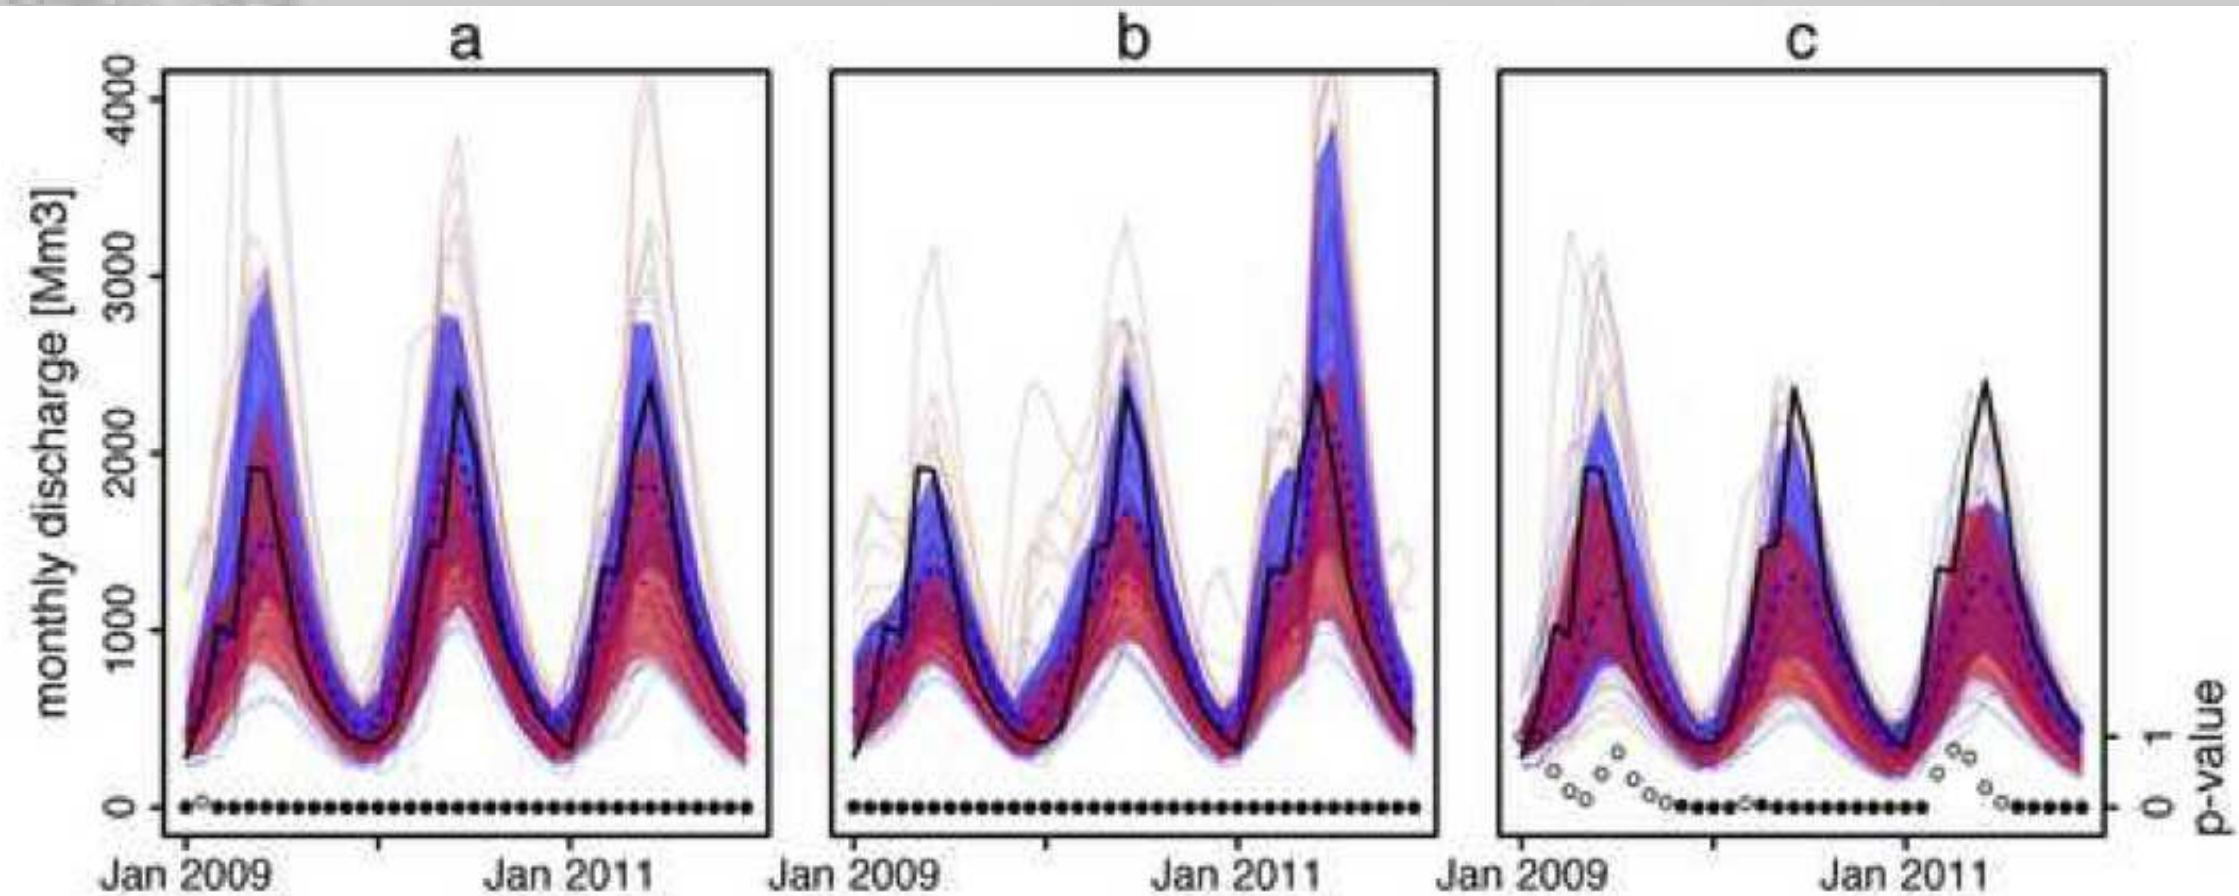 a
b
c
monthly discharge [Mm3]
4000
3000
2000
1000
0
Jan 2009
Jan 2011
Jan 2009
Jan 2011
Jan 2009
Jan 2011
1
0
p-value